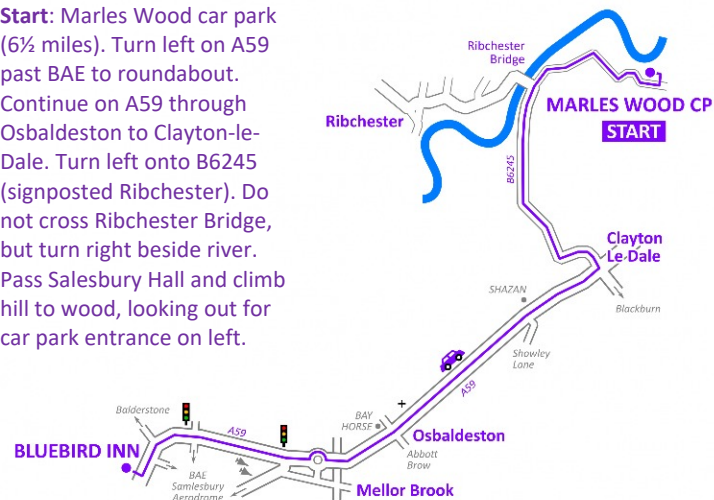 Start: Marles Wood car park
(6½ miles). Turn left on A59
past BAE to roundabout.
Continue on A59 through
Osbaldeston to Clayton-le-
Dale. Turn left onto B6245
(signposted Ribchester). Do
not cross Ribchester Bridge,
but turn right beside river.
Pass Salesbury Hall and climb
hill to wood, looking out for
car park entrance on left.
Ribchester
Bridge
MARLES WOOD CP
START
Ribchester
B6245
Clayton
Le Dale
SHAZAN
Blackburn
Showley
Lane
A59
Balderstone
BAY
HORSE
A59
Osbaldeston
BLUEBIRD INN
Abbott
Brow
BAE
Samlesbury
Aerodrome
Mellor Brook